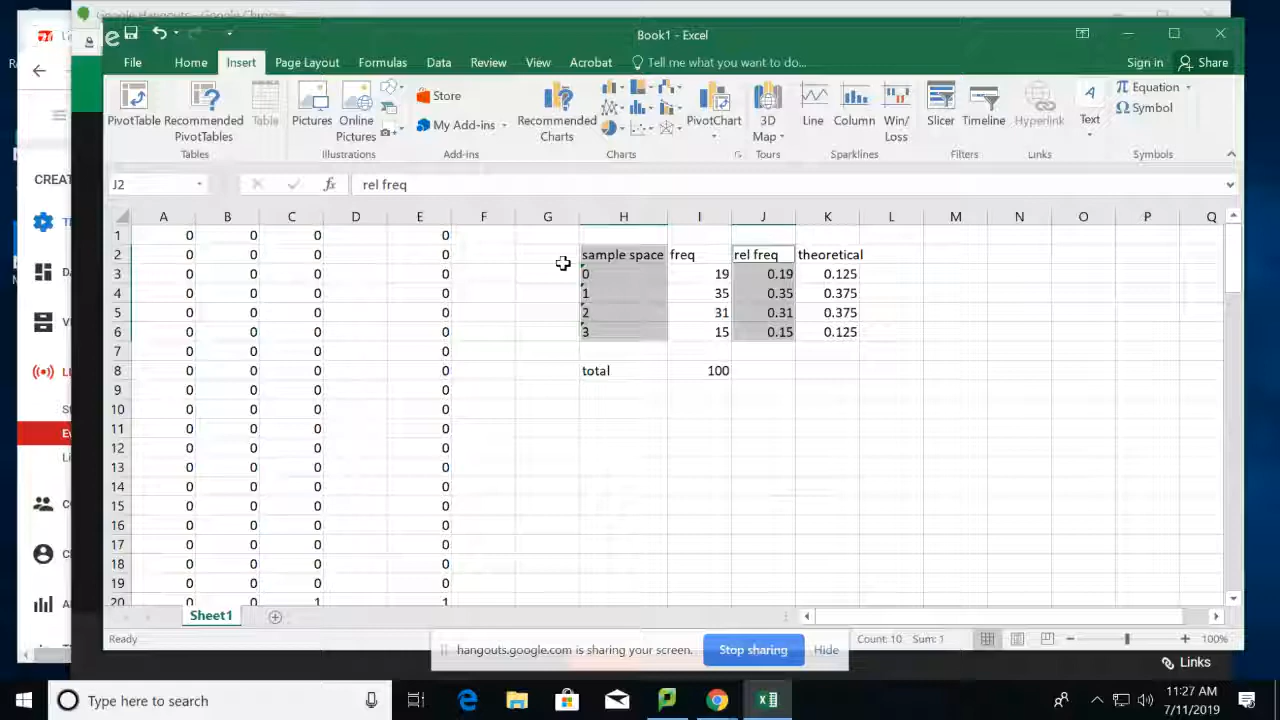 Google Hangouts - Google Chrome
Book1 - Excel
File Home Insert Page Layout Formulas Data Review View Acrobat Tell me what you want to do... Sign in Share
PivotTable Recommended PivotTables Table Pictures Online Pictures Store My Add-ins Recommended Charts PivotChart 3D Map Line Column Win/Loss Slicer Timeline Hyperlink Text Equation Symbol
Tables Illustrations Add-ins Charts Tours Sparklines Filters Links Symbols
J2 fx rel freq
CREA
A B C D E F G H I J K L M N O P Q
1 0 0 0 0
2 0 0 0 0 sample space freq rel freq theoretical
3 0 0 0 0 0 19 0.19 0.125
4 0 0 0 0 1 35 0.35 0.375
5 0 0 0 0 2 31 0.31 0.375
6 0 0 0 0 3 15 0.15 0.125
7 0 0 0 0
8 0 0 0 0 total 100
9 0 0 0 0
10 0 0 0 0
11 0 0 0 0
12 0 0 0 0
13 0 0 0 0
14 0 0 0 0
15 0 0 0 0
16 0 0 0 0
17 0 0 0 0
18 0 0 0 0
19 0 0 0 0
20 0 0 1 1
Sheet1
Ready Count: 10 Sum: 1 100%
hangouts.google.com is sharing your screen. Stop sharing Hide
Links
Type here to search
11:27 AM
7/11/2019